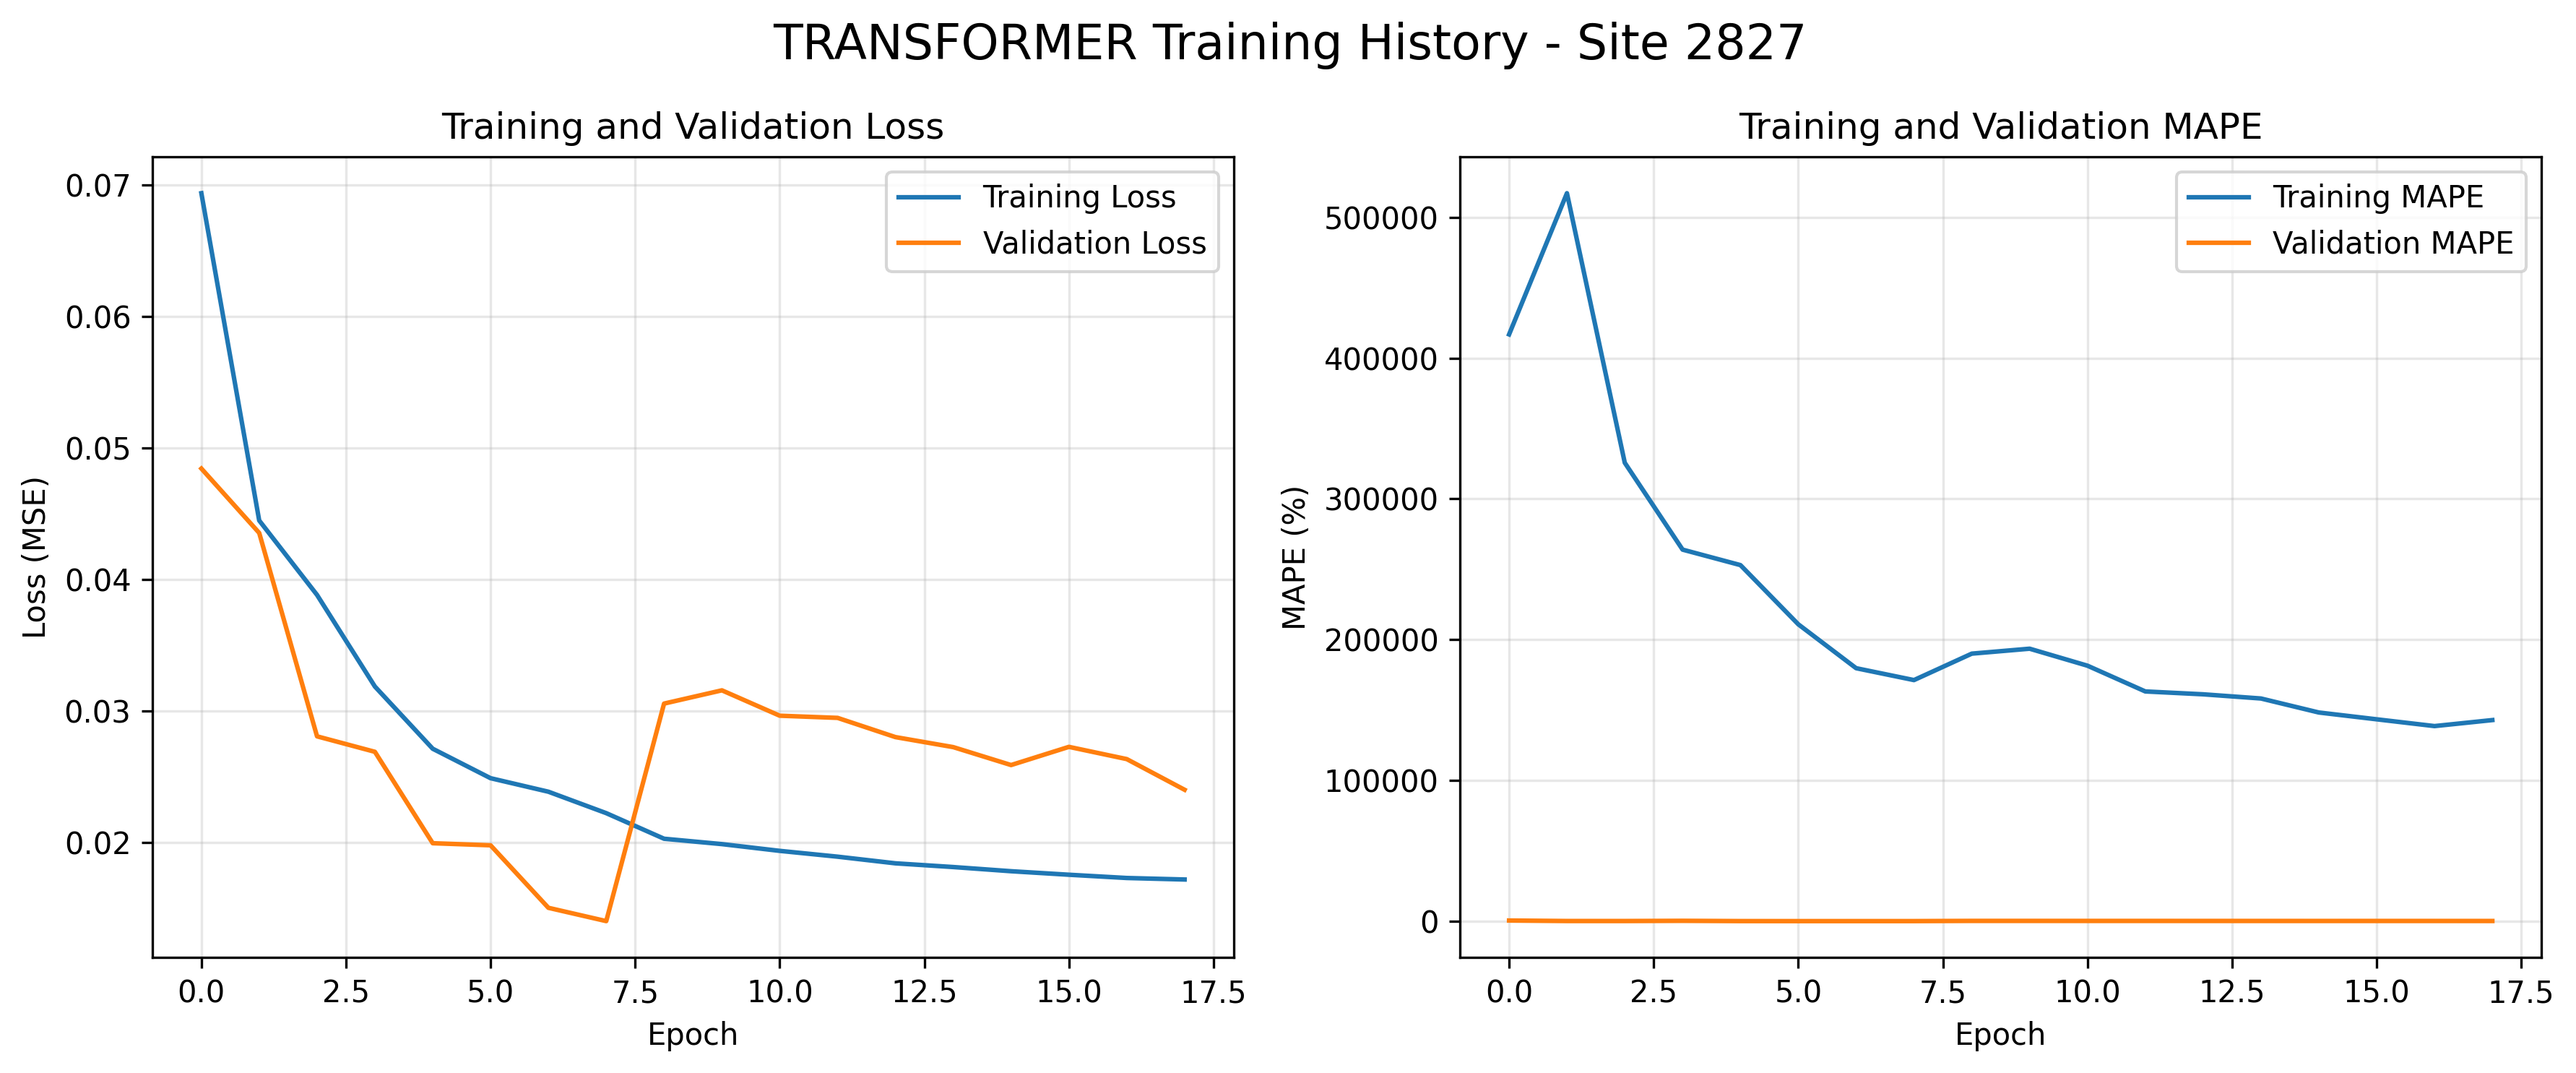 TRANSFORMER Training History - Site 2827
Training and Validation Loss
Training Loss
Validation Loss
0.07
0.06
0.05
0.04
0.03
0.02
Loss (MSE)
0.0 2.5 5.0 7.5 10.0 12.5 15.0 17.5
Epoch
Training and Validation MAPE
Training MAPE
Validation MAPE
500000
400000
300000
200000
100000
0
MAPE (%)
0.0 2.5 5.0 7.5 10.0 12.5 15.0 17.5
Epoch